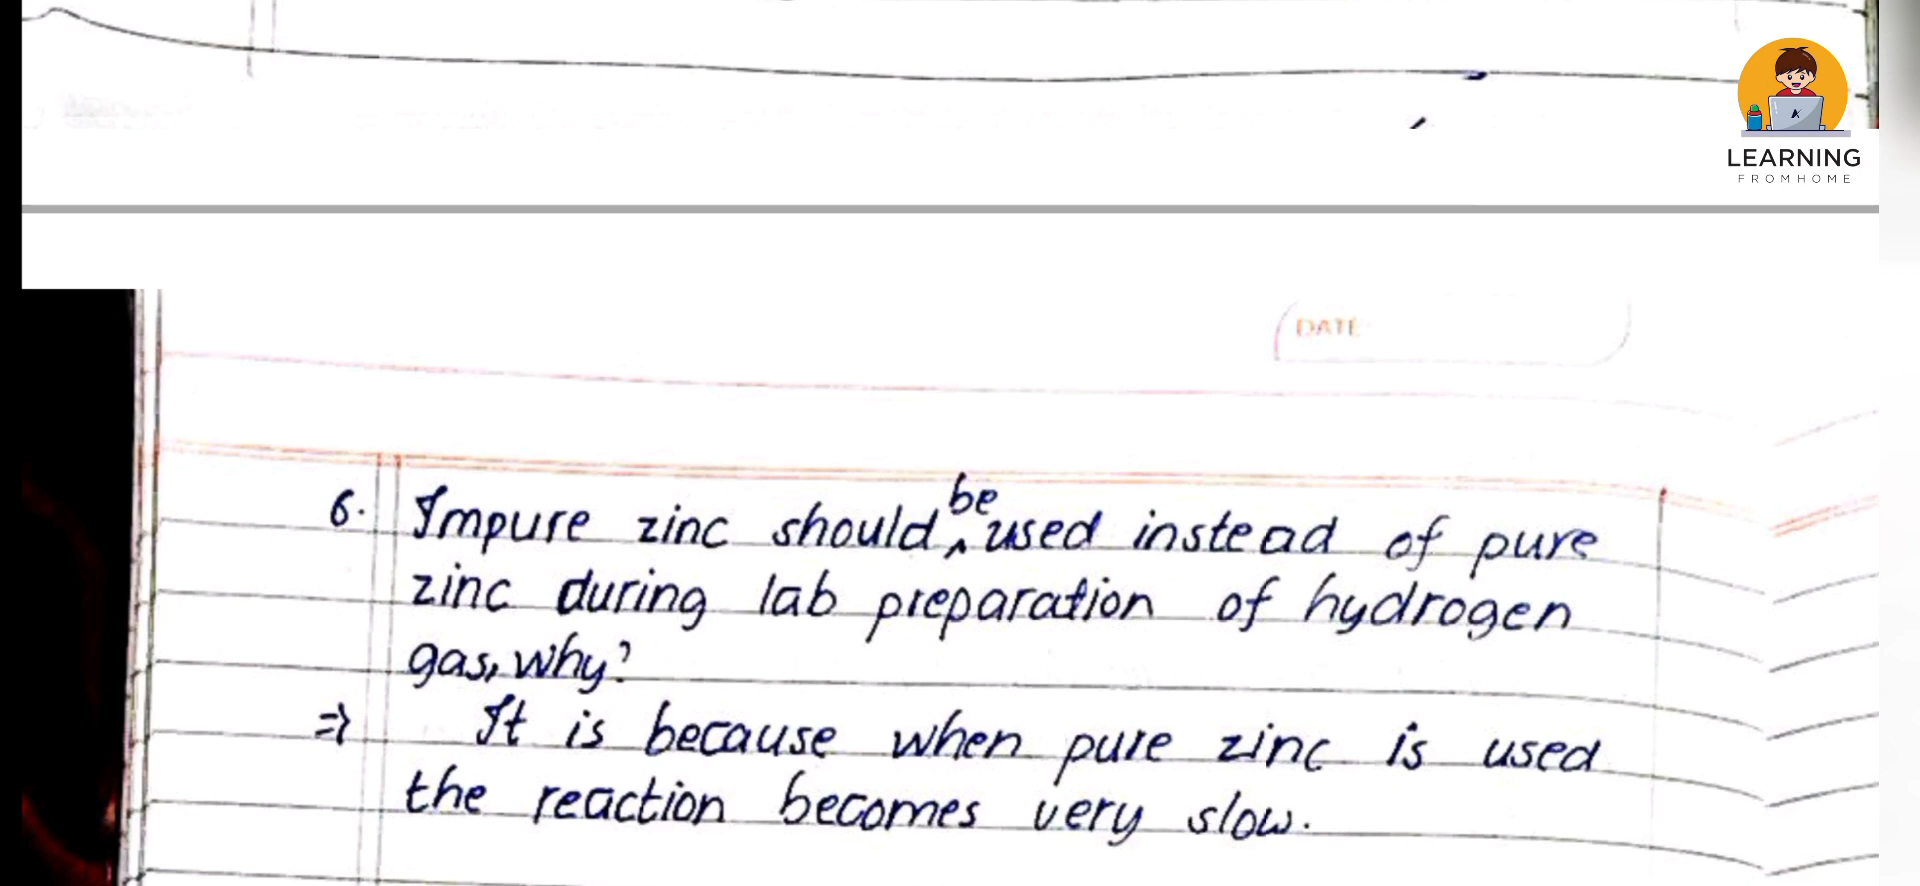 LEARNING
FROMHOME
DATE
6. Impure zinc should be used instead of pure
zinc during lab preparation of hydrogen
gas, why?
=> It is because when pure zinc is used
the reaction becomes very slow.